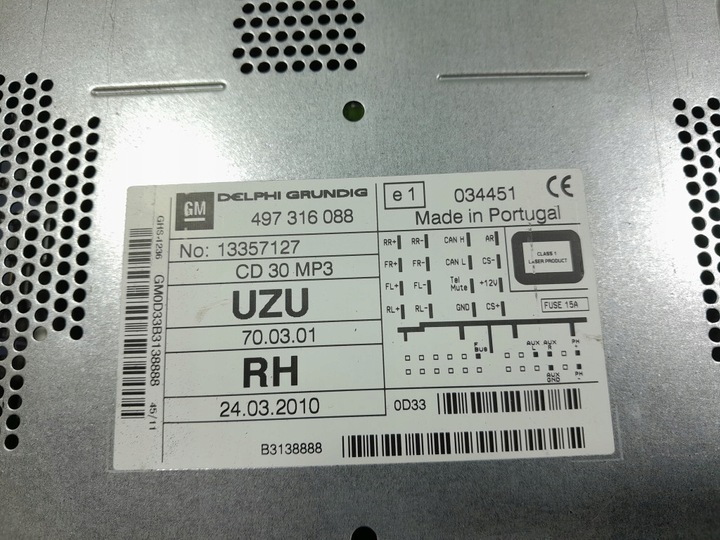 GM
DELPHI GRUNDIG
497 316 088
No: 13357127
CD 30 MP3
UZU
70.03.01
RH
24.03.2010
B3138888
GHS-1236
GM0D33B3138888
45/11
e 1
034451
CE
Made in Portugal
RR+ RR- CAN H AR
FR+ FR- CAN L CS-
FL+ FL- Tel Mute +12V
RL+ RL- GND CS+
CLASS 1
LASER PRODUCT
FUSE 15A
F BUS
AUX L
AUX R
PH +
AUX GND
PH -
0D33